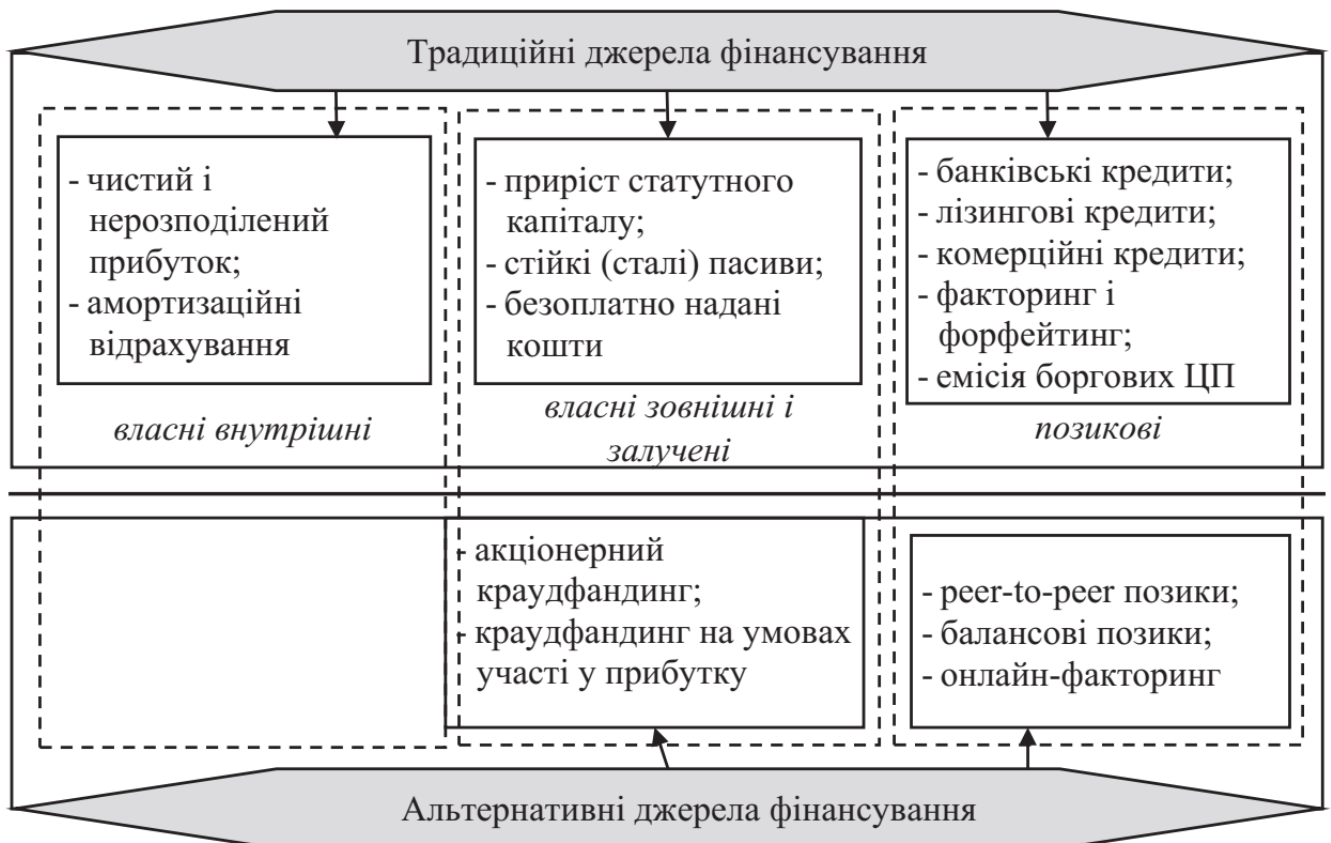 Традиційні джерела фінансування
- чистий і
нерозподілений
прибуток;
- амортизаційні
відрахування
власні внутрішні
- приріст статутного
капіталу;
- стійкі (сталі) пасиви;
- безоплатно надані
кошти
власні зовнішні і
залучені
- банківські кредити;
- лізингові кредити;
- комерційні кредити;
- факторинг і
форфейтинг;
- емісія боргових ЦП
позикові
- акціонерний
краудфандинг;
- краудфандинг на умовах
участі у прибутку
- peer-to-peer позики;
- балансові позики;
- онлайн-факторинг
Альтернативні джерела фінансування